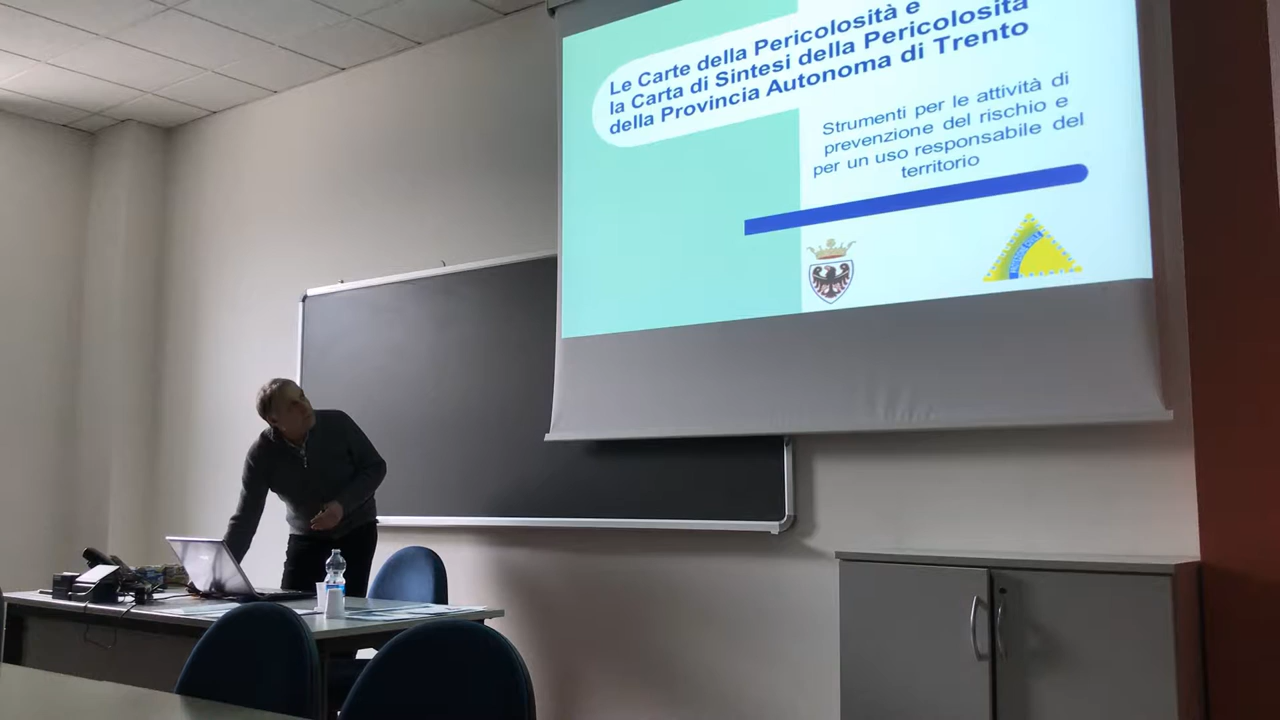 Le Carte della Pericolosità e
la Carta di Sintesi della Pericolosità
della Provincia Autonoma di Trento
Strumenti per le attività di
prevenzione del rischio e
per un uso responsabile del
territorio